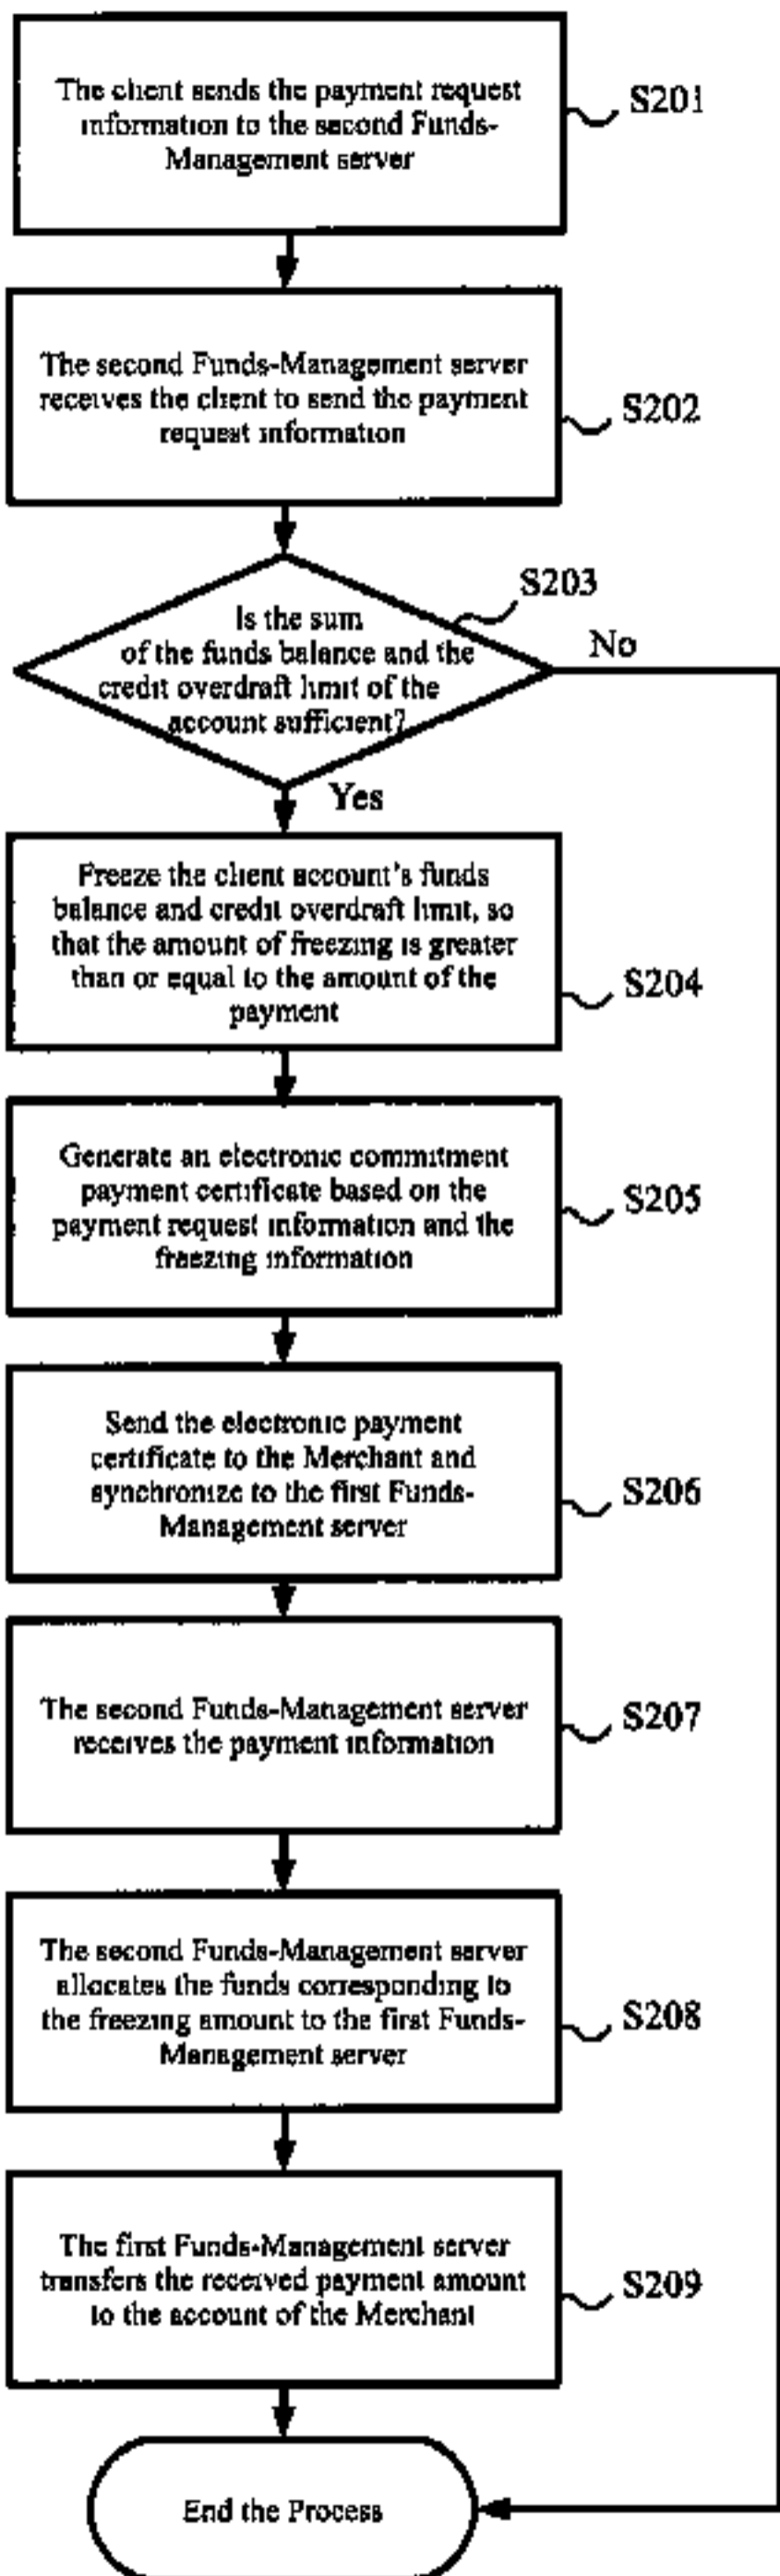 The client sends the payment request
information to the second Funds-
Management server
S201
The second Funds-Management server
receives the client to send the payment
request information
S202
S203
Is the sum
of the funds balance and the
credit overdraft limit of the
account sufficient?
No
Yes
Freeze the client account's funds
balance and credit overdraft limit, so
that the amount of freezing is greater
than or equal to the amount of the
payment
S204
Generate an electronic commitment
payment certificate based on the
payment request information and the
freezing information
S205
Send the electronic payment
certificate to the Merchant and
synchronize to the first Funds-
Management server
S206
The second Funds-Management server
receives the payment information
S207
The second Funds-Management server
allocates the funds corresponding to
the freezing amount to the first Funds-
Management server
S208
The first Funds-Management server
transfers the received payment amount
to the account of the Merchant
S209
End the Process